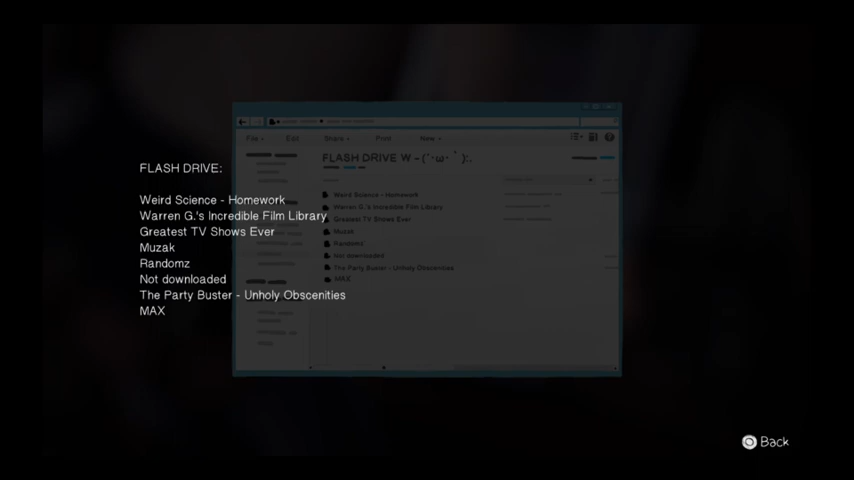 FLASH DRIVE:
Weird Science - Homework
Warren G.'s Incredible Film Library
Greatest TV Shows Ever
Muzak
Randomz
Not downloaded
The Party Buster - Unholy Obscenities
MAX
File
Exit
Share
Print
New
FLASH DRIVE W ~(´･ω･`):.
Weird Science - Homework
Warren G.'s Incredible Film Library
Greatest TV Shows Ever
Muzak
Randomz
Not downloaded
The Party Buster - Unholy Obscenities
MAX
Back